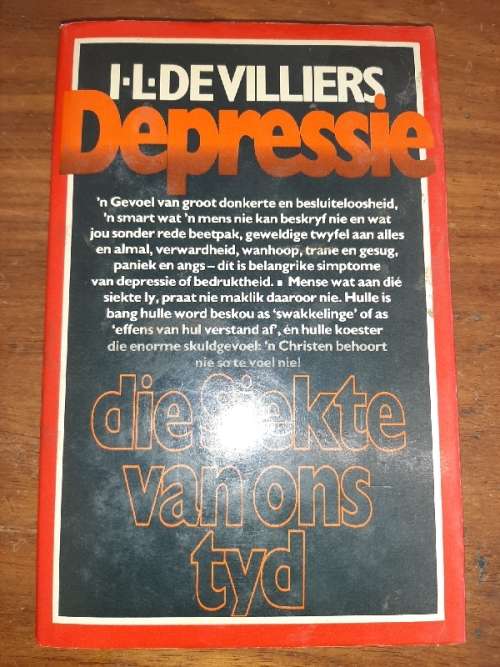 I·L·DE VILLIERS
Depressie
'n Gevoel van groot donkerte en besluiteloosheid,
'n smart wat 'n mens nie kan beskryf nie en wat
jou sonder rede beetpak, geweldige twyfel aan alles
en almal, verwardheid, wanhoop, trane en gesug,
paniek en angs – dit is belangrike simptome
van depressie of bedruktheid. ▪ Mense wat aan dié
siekte ly, praat nie maklik daaroor nie. Hulle is
bang hulle word beskou as 'swakkelinge' of as
'effens van hul verstand af', én hulle koester
die enorme skuldgevoel: 'n Christen behoort
nie so te voel nie!
die siekte
van ons
tyd